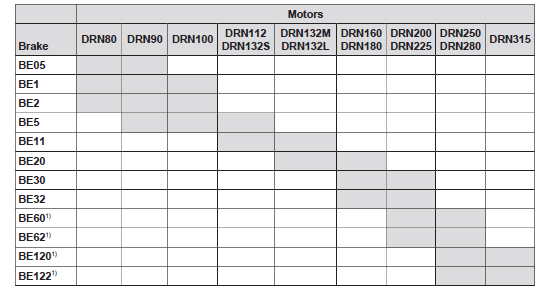 Motors
Brake DRN80 DRN90 DRN100 DRN112 DRN132S DRN132M DRN132L DRN160 DRN180 DRN200 DRN225 DRN250 DRN280 DRN315
BE05
BE1
BE2
BE5
BE11
BE20
BE30
BE32
BE60¹⁾
BE62¹⁾
BE120¹⁾
BE122¹⁾